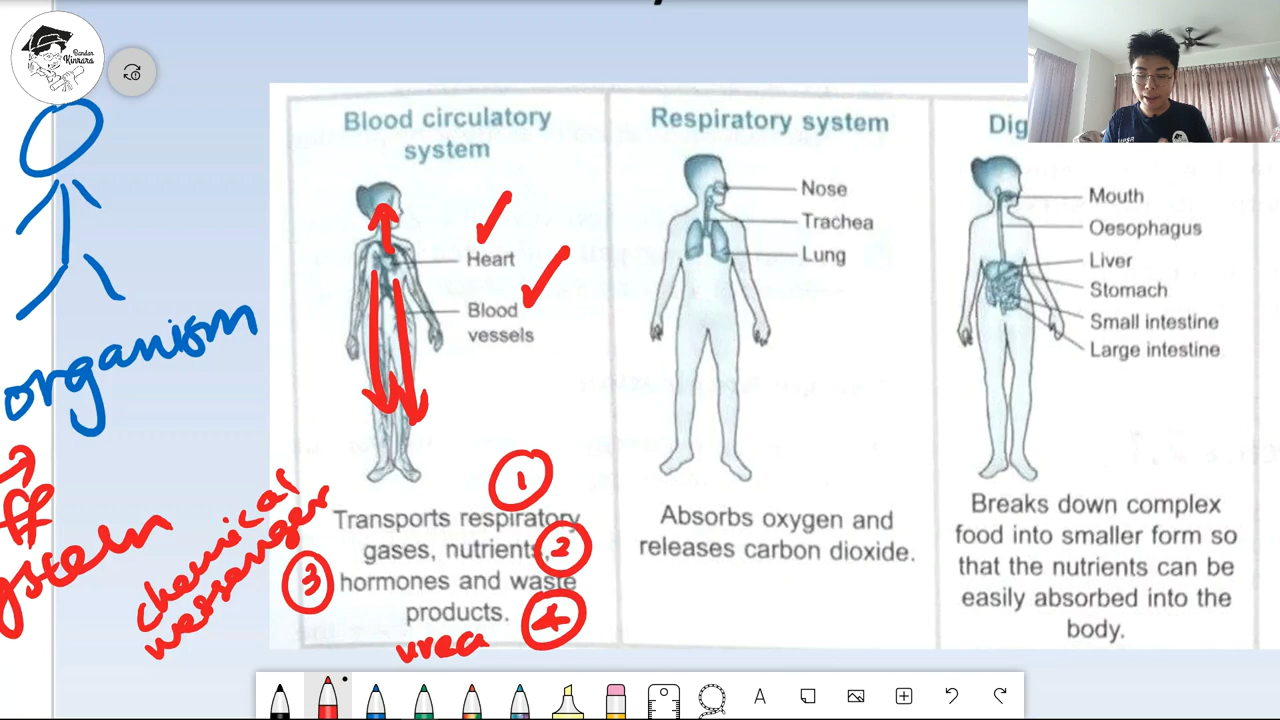 Bandar
Kinrara
organism
Blood circulatory
system
Heart
Blood
vessels
1
Transports respiratory
gases, nutrients, 2
3 hormones and waste
products. 4
urea
chemical
messenger
Respiratory system
Nose
Trachea
Lung
Absorbs oxygen and
releases carbon dioxide.
Dig
Mouth
Oesophagus
Liver
Stomach
Small intestine
Large intestine
Breaks down complex
food into smaller form so
that the nutrients can be
easily absorbed into the
body.
A